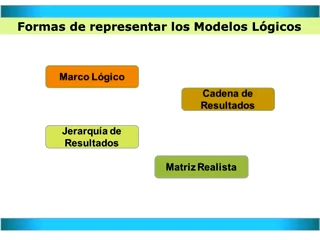 Formas de representar los Modelos Lógicos
Marco Lógico
Cadena de
Resultados
Jerarquía de
Resultados
Matriz Realista